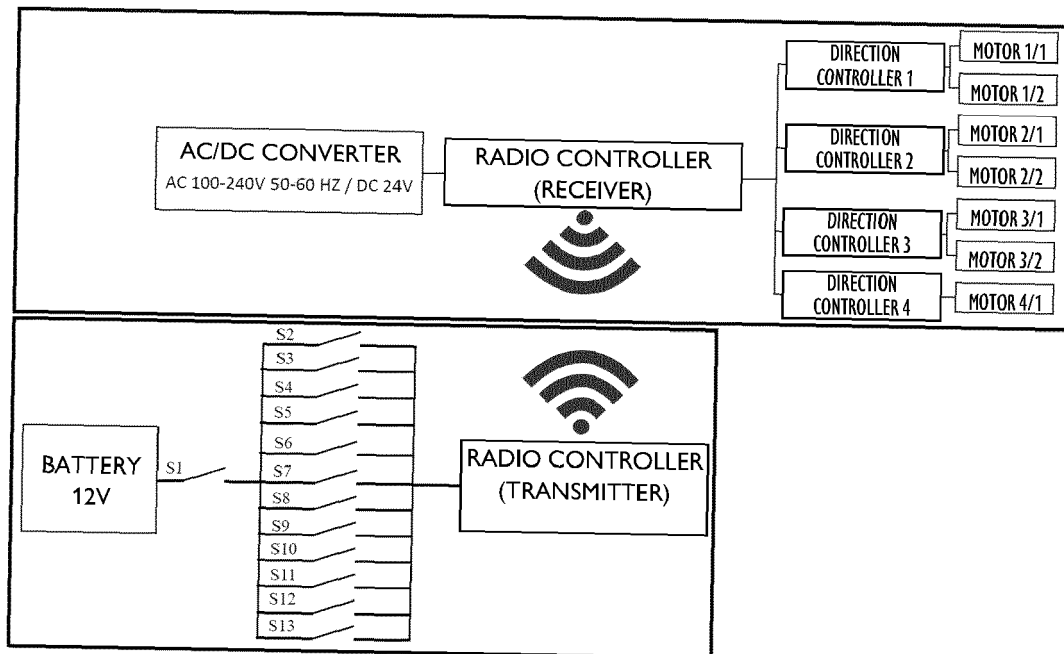 DIRECTION
CONTROLLER 1
MOTOR 1/1
MOTOR 1/2
AC/DC CONVERTER
AC 100-240V 50-60 HZ / DC 24V
RADIO CONTROLLER
(RECEIVER)
DIRECTION
CONTROLLER 2
MOTOR 2/1
MOTOR 2/2
DIRECTION
CONTROLLER 3
MOTOR 3/1
MOTOR 3/2
DIRECTION
CONTROLLER 4
MOTOR 4/1
BATTERY
12V
S1
S2
S3
S4
S5
S6
S7
S8
S9
S10
S11
S12
S13
RADIO CONTROLLER
(TRANSMITTER)